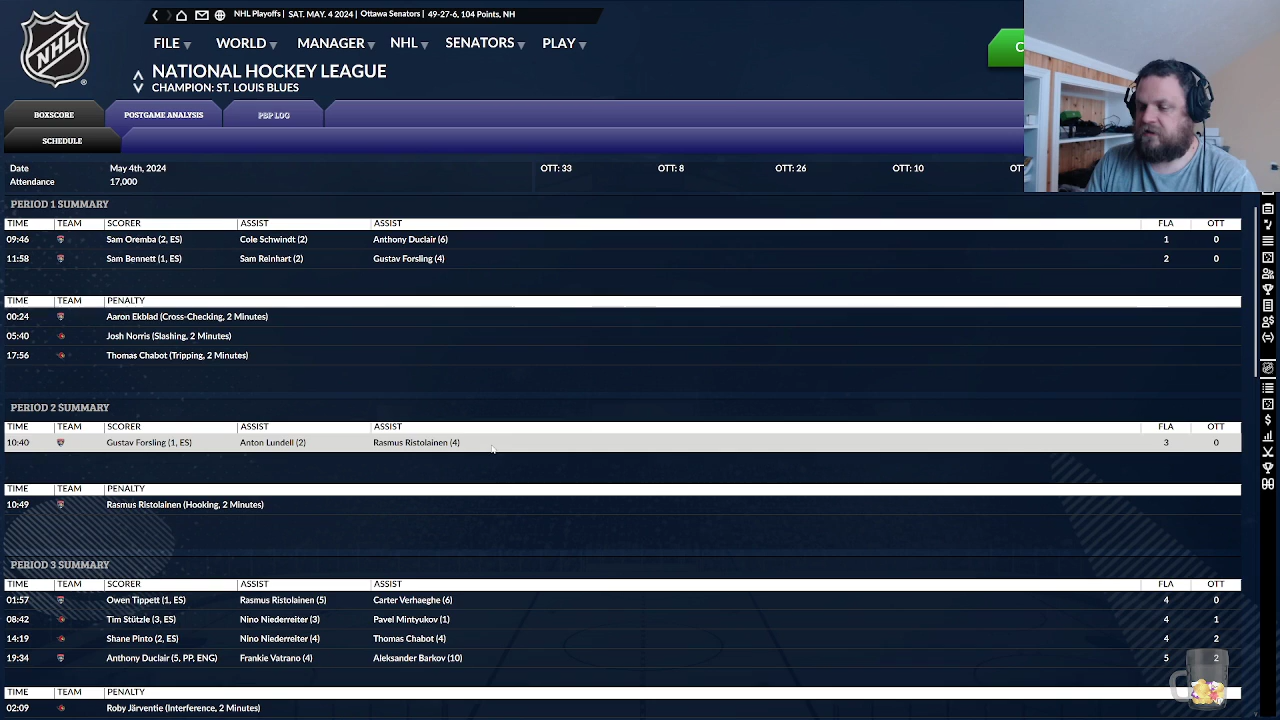 NHL Playoffs | SAT. MAY. 4 2024 | Ottawa Senators | 49-27-6, 104 Points, NH
NHL
FILE WORLD MANAGER NHL SENATORS PLAY
C
NATIONAL HOCKEY LEAGUE
CHAMPION: ST. LOUIS BLUES
BOXSCORE POSTGAME ANALYSIS PBP LOG
SCHEDULE
Date May 4th, 2024 OTT: 33 OTT: 8 OTT: 26 OTT: 10 OT
Attendance 17,000
PERIOD 1 SUMMARY
TIME TEAM SCORER ASSIST ASSIST FLA OTT
09:46 Sam Oremba (2, ES) Cole Schwindt (2) Anthony Duclair (6) 1 0
11:58 Sam Bennett (1, ES) Sam Reinhart (2) Gustav Forsling (4) 2 0
TIME TEAM PENALTY
00:24 Aaron Ekblad (Cross-Checking, 2 Minutes)
05:40 Josh Norris (Slashing, 2 Minutes)
17:56 Thomas Chabot (Tripping, 2 Minutes)
PERIOD 2 SUMMARY
TIME TEAM SCORER ASSIST ASSIST FLA OTT
10:40 Gustav Forsling (1, ES) Anton Lundell (2) Rasmus Ristolainen (4) 3 0
TIME TEAM PENALTY
10:49 Rasmus Ristolainen (Hooking, 2 Minutes)
PERIOD 3 SUMMARY
TIME TEAM SCORER ASSIST ASSIST FLA OTT
01:57 Owen Tippett (1, ES) Rasmus Ristolainen (5) Carter Verhaeghe (6) 4 0
08:42 Tim Stützle (3, ES) Nino Niederreiter (3) Pavel Mintyukov (1) 4 1
14:19 Shane Pinto (2, ES) Nino Niederreiter (4) Thomas Chabot (4) 4 2
19:34 Anthony Duclair (5, PP, ENG) Frankie Vatrano (4) Aleksander Barkov (10) 5 2
TIME TEAM PENALTY
02:09 Roby Järventie (Interference, 2 Minutes)